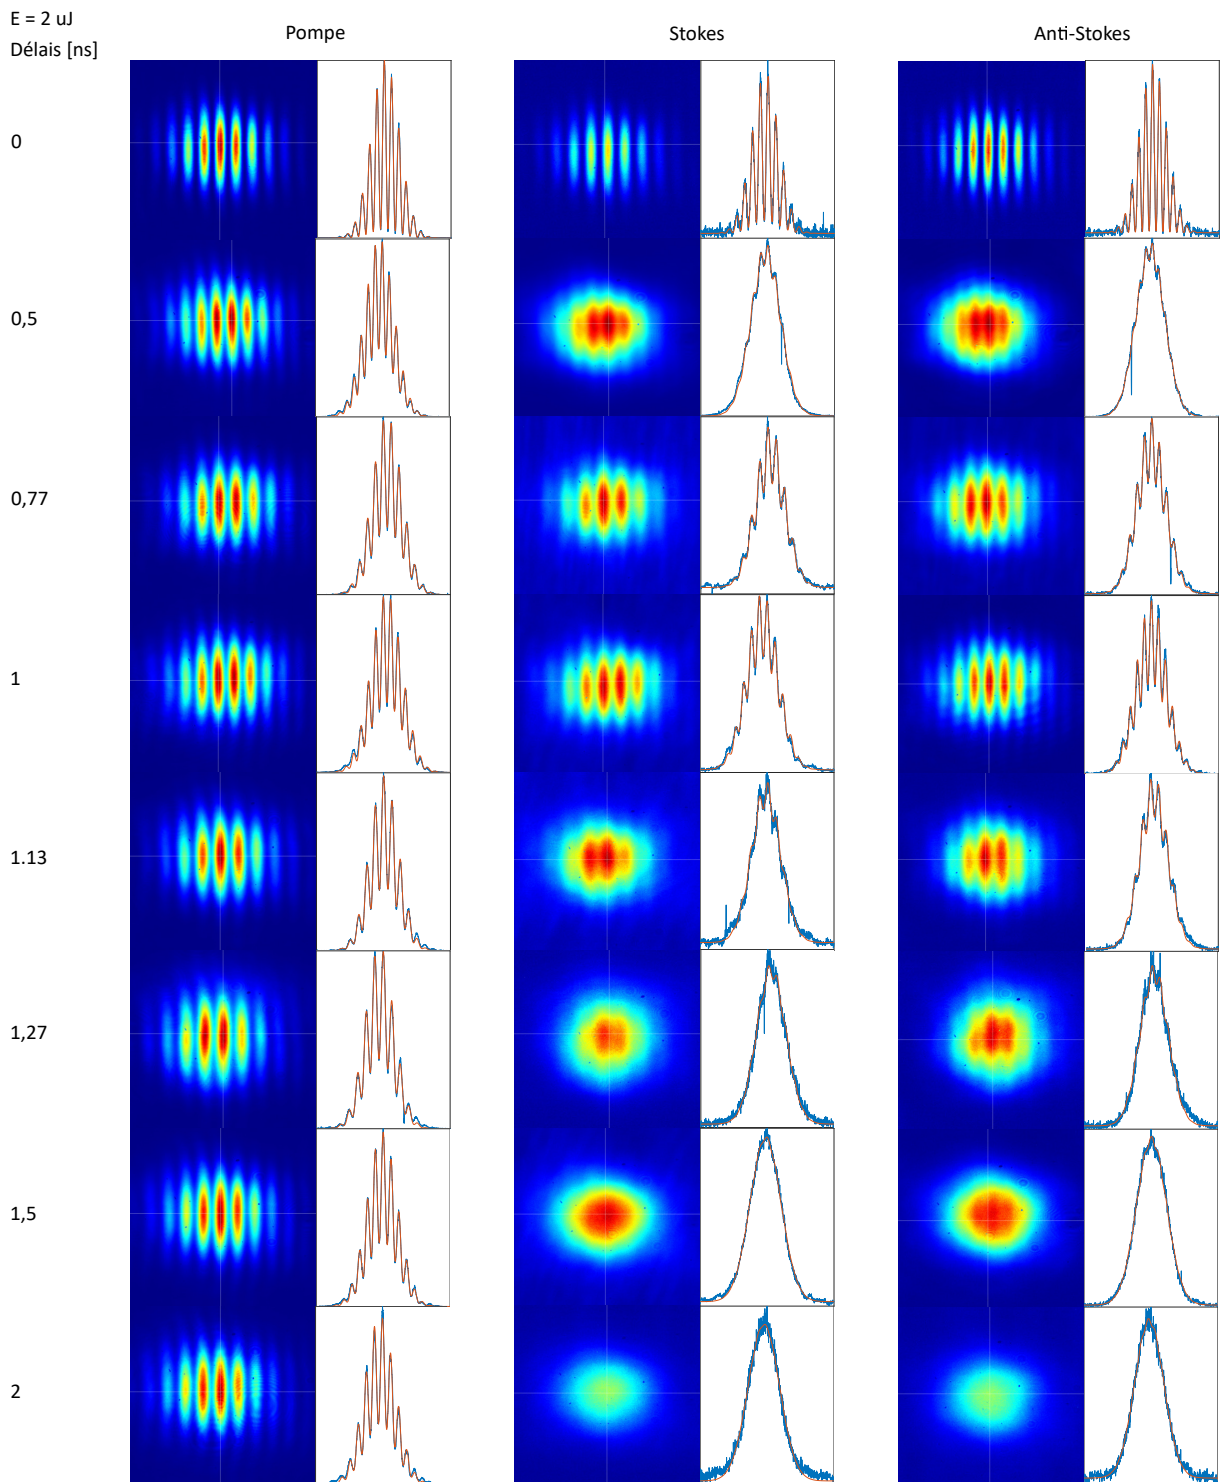 E = 2 uJ
Délais [ns]
Pompe
Stokes
Anti-Stokes
0
0,5
0,77
1
1.13
1,27
1,5
2